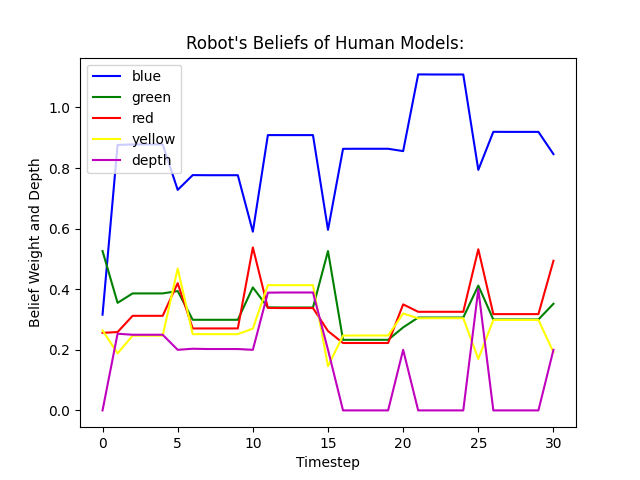 Robot's Beliefs of Human Models:
blue
green
red
yellow
depth
Belief Weight and Depth
1.0
0.8
0.6
0.4
0.2
0.0
0 5 10 15 20 25 30
Timestep